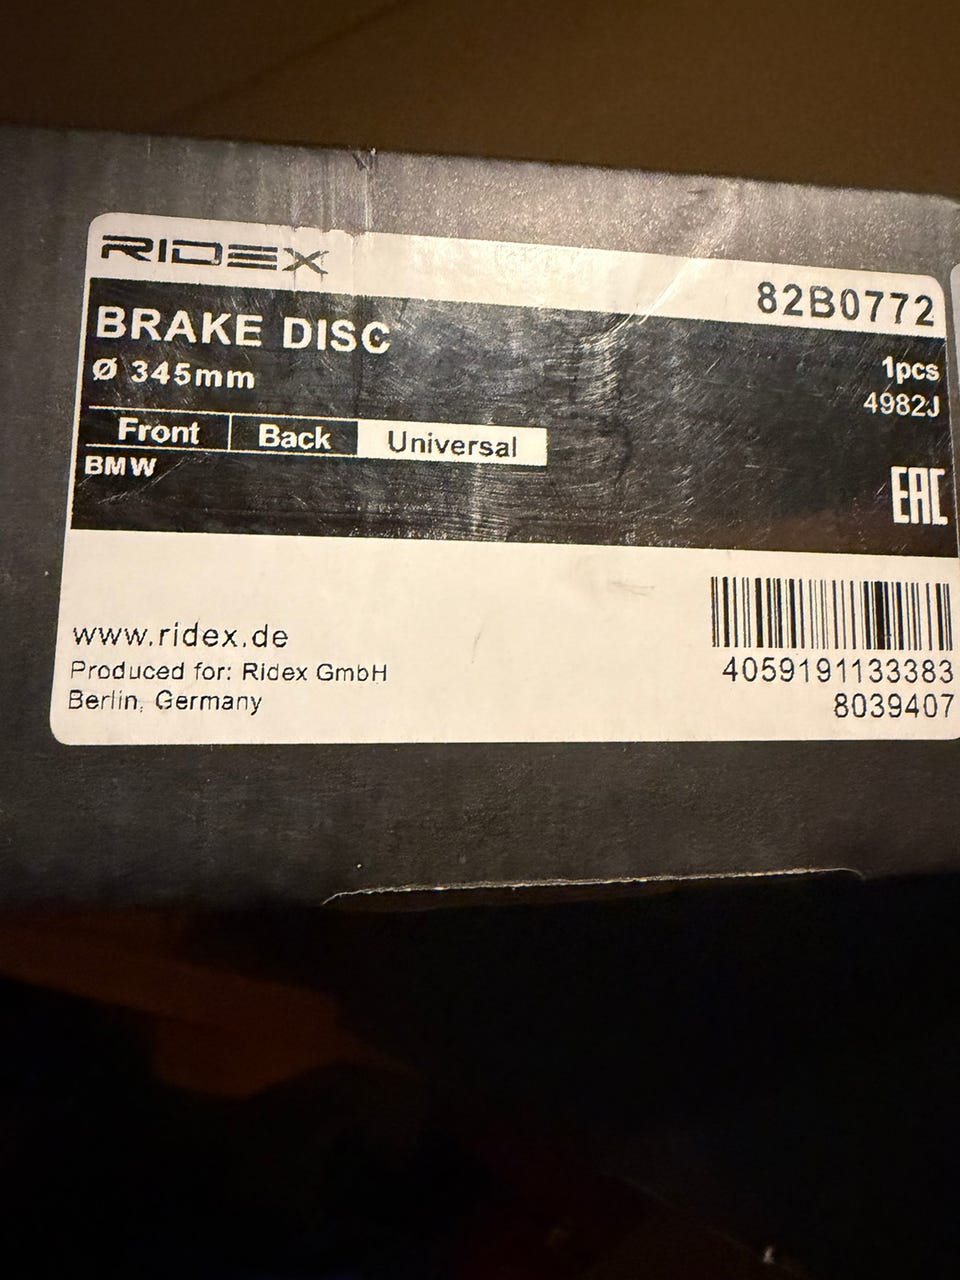 RIDEX
82B0772
BRAKE DISC
Ø 345mm
1pcs
4982J
Front Back Universal
BMW
EAC
www.ridex.de
Produced for: Ridex GmbH
Berlin, Germany
4059191133383
8039407